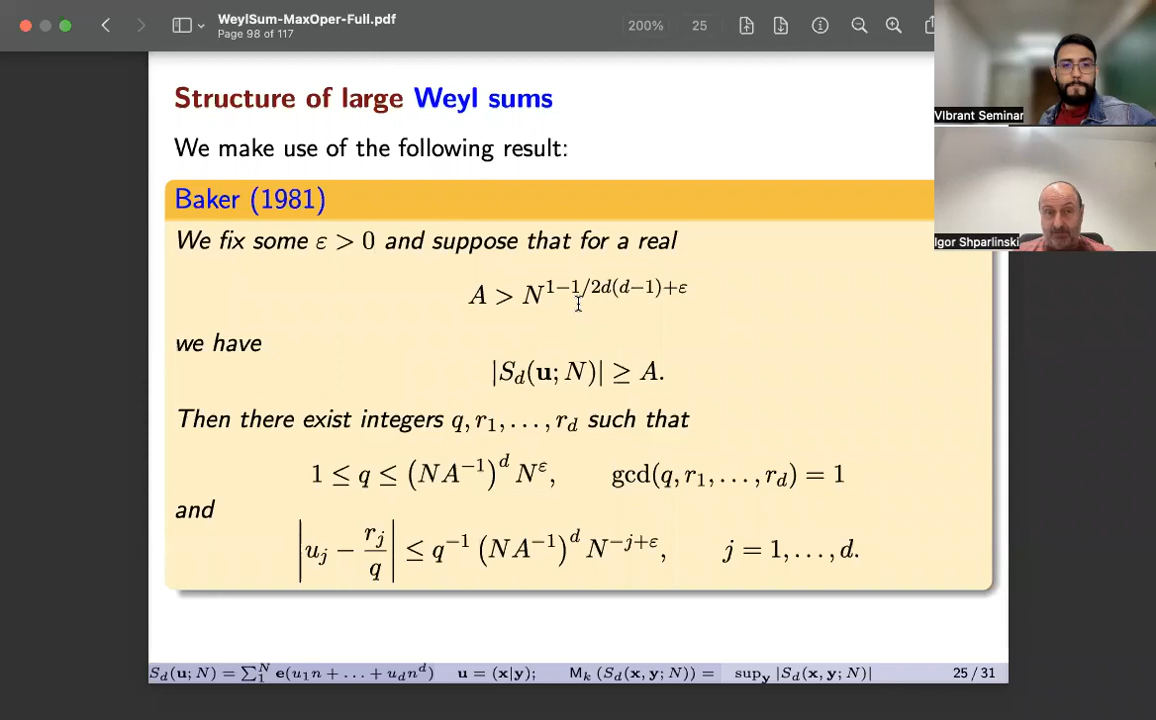 WeylSum-MaxOper-Full.pdf
Page 98 of 117
200%
25
VIbrant Seminar
Igor Shparlinski
Structure of large Weyl sums
We make use of the following result:
Baker (1981)
We fix some ε > 0 and suppose that for a real
A > N^{1−1/2d(d−1)+ε}
we have
|S_d(𝐮; N)| ≥ A.
Then there exist integers q, r_1, . . . , r_d such that
1 ≤ q ≤ (NA^{−1})^d N^ε, gcd(q, r_1, . . . , r_d) = 1
and
|u_j − r_j/q| ≤ q^{−1} (NA^{−1})^d N^{−j+ε}, j = 1, . . . , d.
S_d(𝐮; N) = ∑_1^N 𝐞(u_1n + . . . + u_dn^d) 𝐮 = (𝐱|𝐲); M_k (S_d(𝐱, 𝐲; N)) = sup_𝐲 |S_d(𝐱, 𝐲; N)| 25 / 31